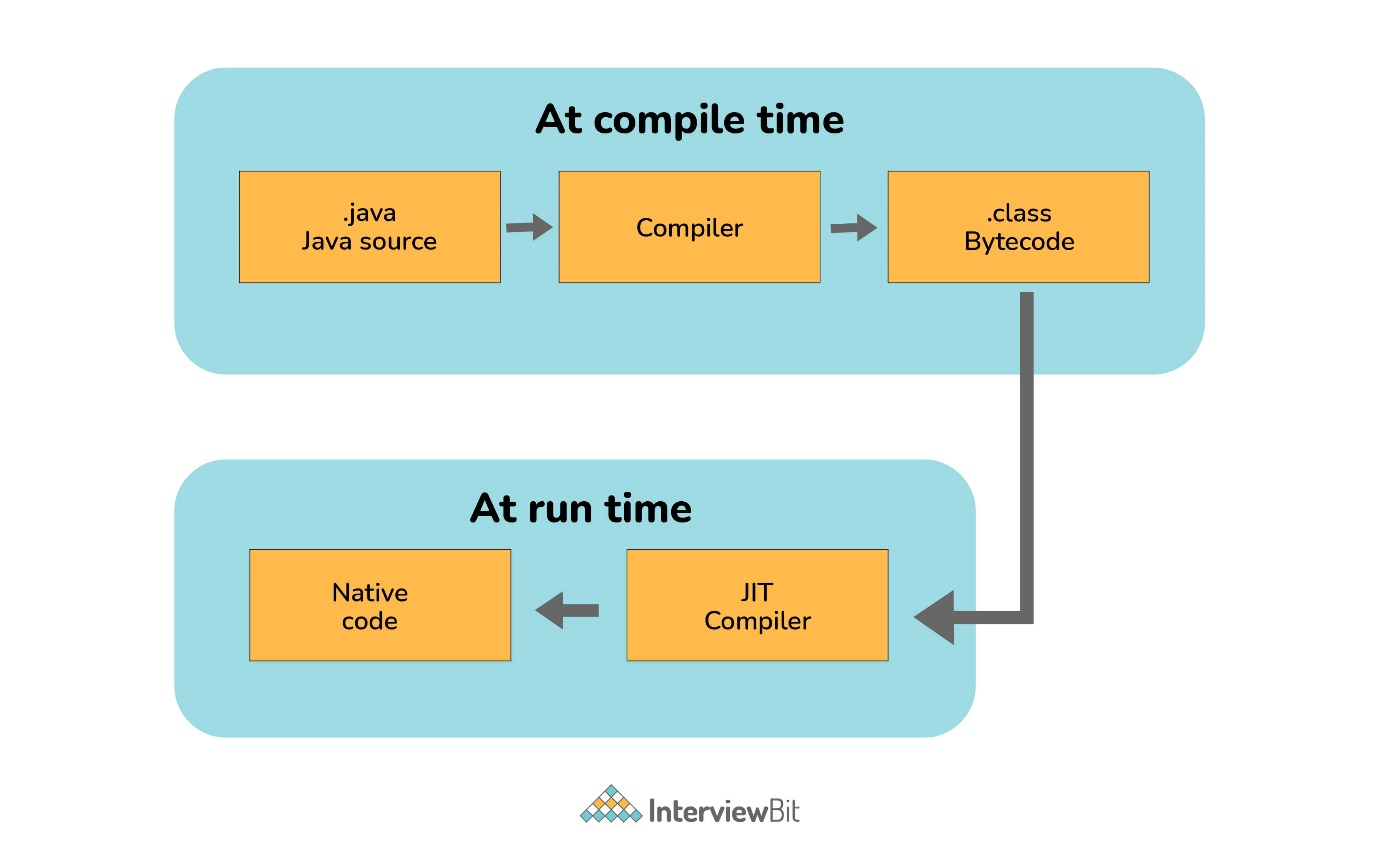 At compile time
.java
Java source
Compiler
.class
Bytecode
At run time
Native
code
JIT
Compiler
InterviewBit